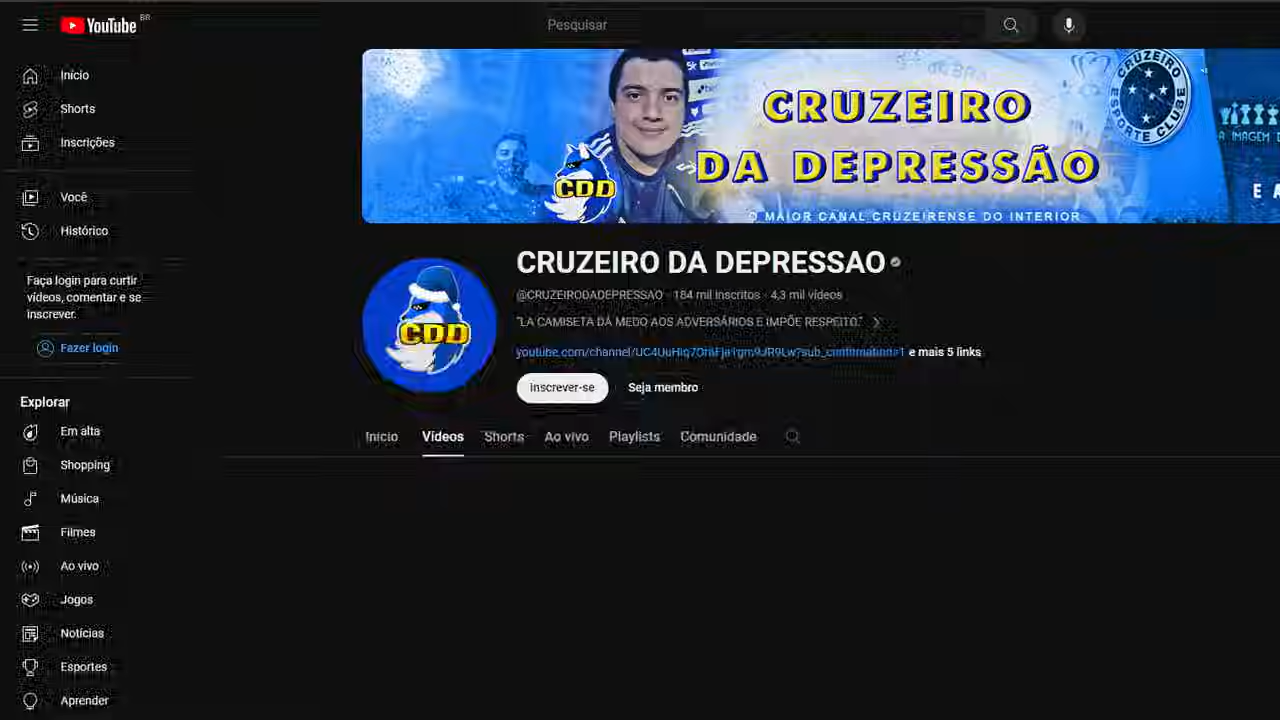 YouTube BR
Pesquisar
Início
Shorts
Inscrições
Você
Histórico
Faça login para curtir
vídeos, comentar e se
inscrever.
Fazer login
Explorar
Em alta
Shopping
Música
Filmes
Ao vivo
Jogos
Notícias
Esportes
Aprender
CRUZEIRO
DA DEPRESSÃO
O MAIOR CANAL CRUZEIRENSE DO INTERIOR
CDD
CRUZEIRO
ESPORTE CLUBE
A IMAGEM
E A
CDD
CRUZEIRO DA DEPRESSAO
@CRUZEIRODADEPRESSAO · 184 mil inscritos · 4,3 mil vídeos
"LA CAMISETA DÁ MEDO AOS ADVERSÁRIOS E IMPÕE RESPEITO."
e mais 5 links
Inscrever-se
Seja membro
Início Vídeos Shorts Ao vivo Playlists Comunidade